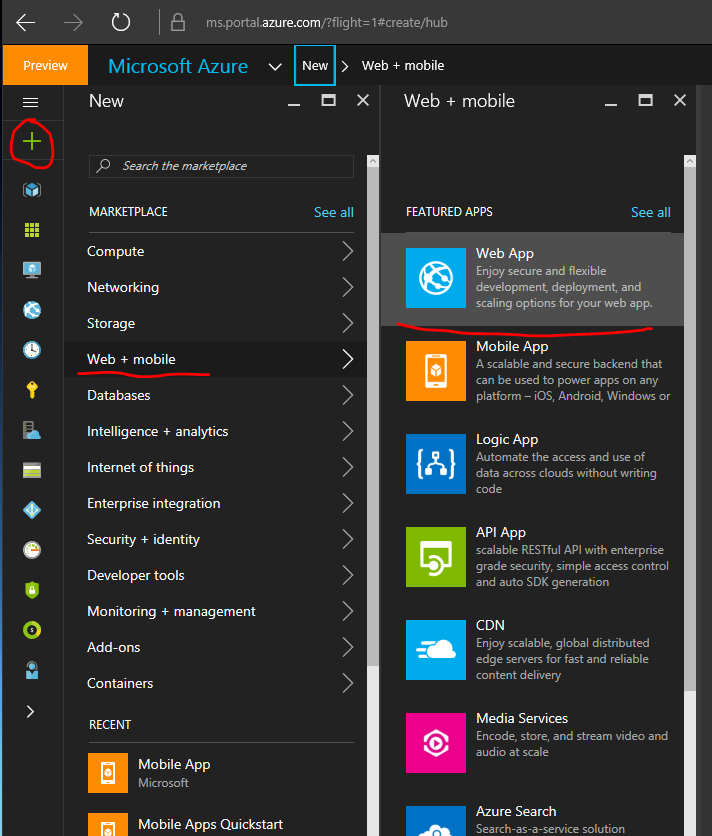 ms.portal.azure.com/?flight=1#create/hub
Preview
Microsoft Azure
New
Web + mobile
New
Search the marketplace
MARKETPLACE
See all
Compute
Networking
Storage
Web + mobile
Databases
Intelligence + analytics
Internet of things
Enterprise integration
Security + identity
Developer tools
Monitoring + management
Add-ons
Containers
RECENT
Mobile App
Microsoft
Mobile Apps Quickstart
Web + mobile
FEATURED APPS
See all
Web App
Enjoy secure and flexible
development, deployment, and
scaling options for your web app.
Mobile App
A scalable and secure backend that
can be used to power apps on any
platform – iOS, Android, Windows or
Logic App
Automate the access and use of
data across clouds without writing
code
API App
scalable RESTful API with enterprise
grade security, simple access control
and auto SDK generation
CDN
Enjoy scalable, global distributed
edge servers for fast and reliable
content delivery
Media Services
Encode, store, and stream video and
audio at scale
Azure Search
Search-as-a-service solution